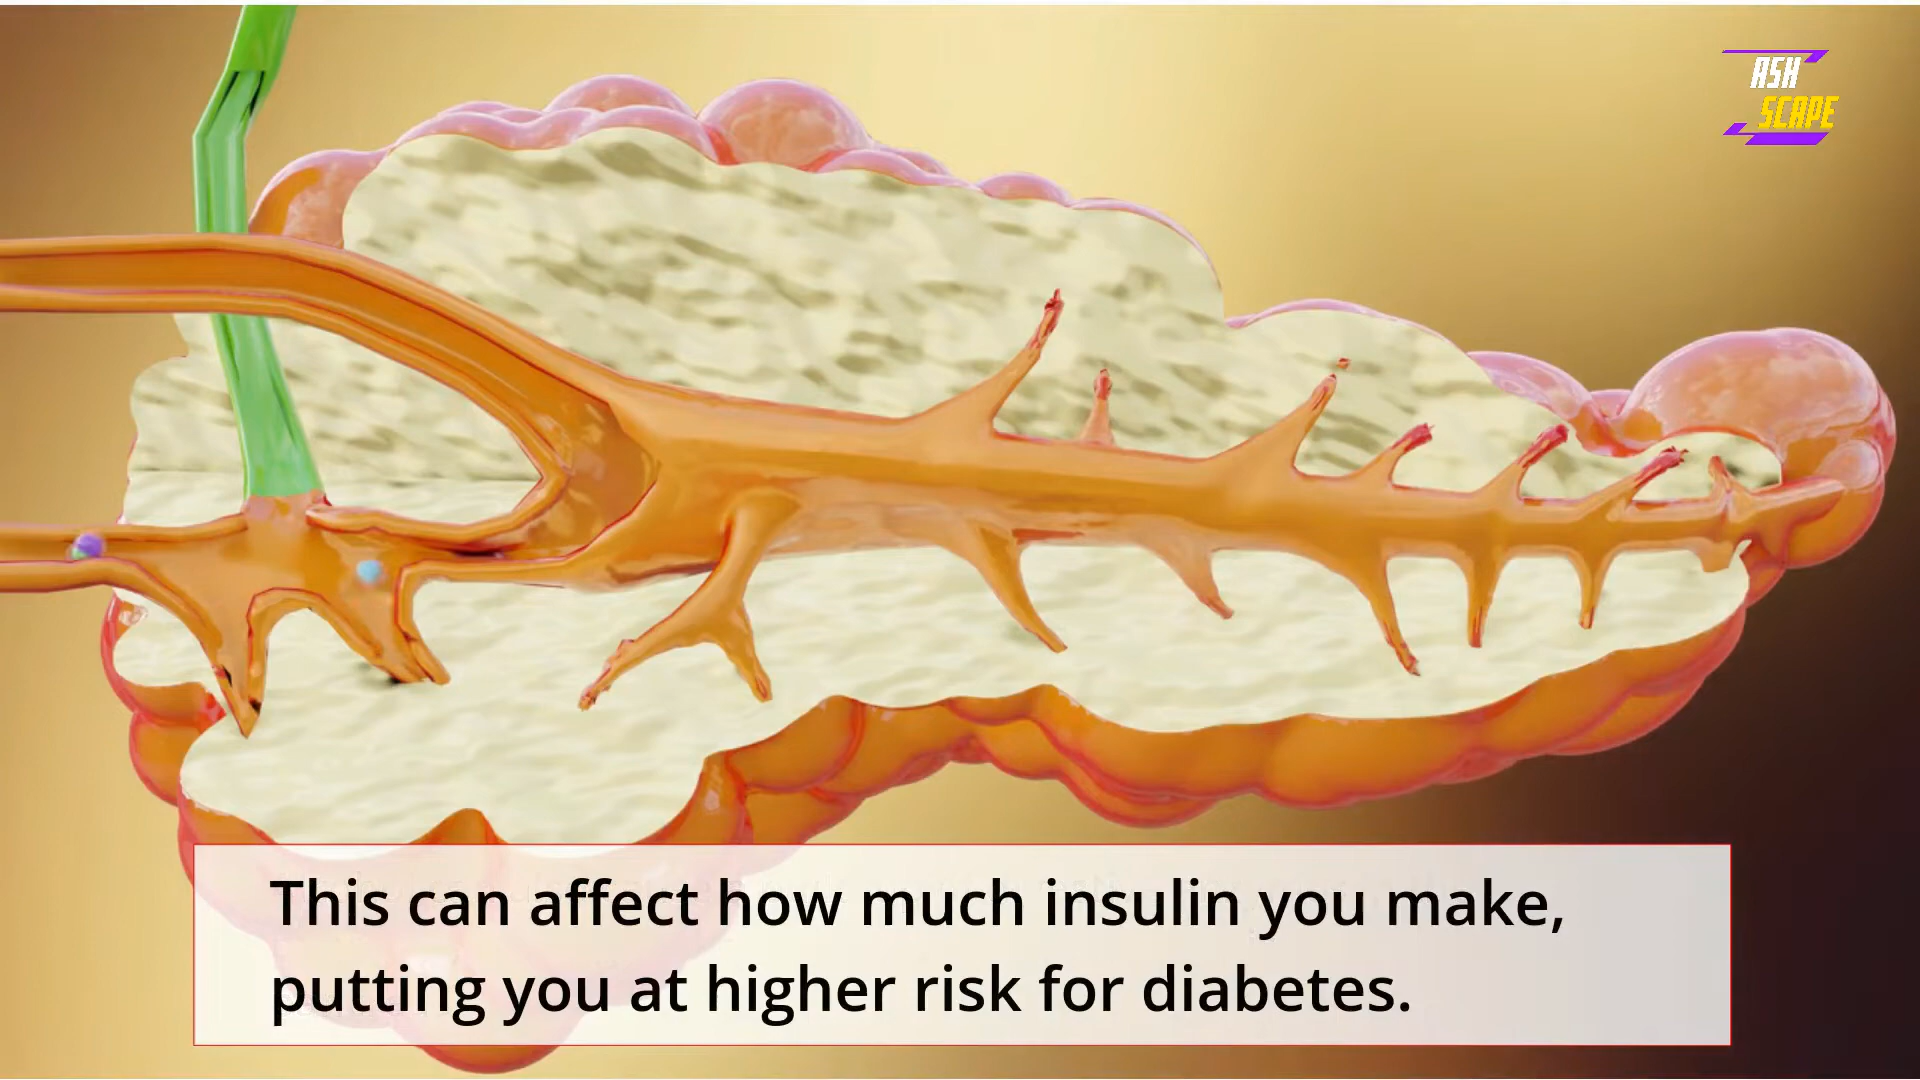 ASH
SCAPE
This can affect how much insulin you make,
putting you at higher risk for diabetes.